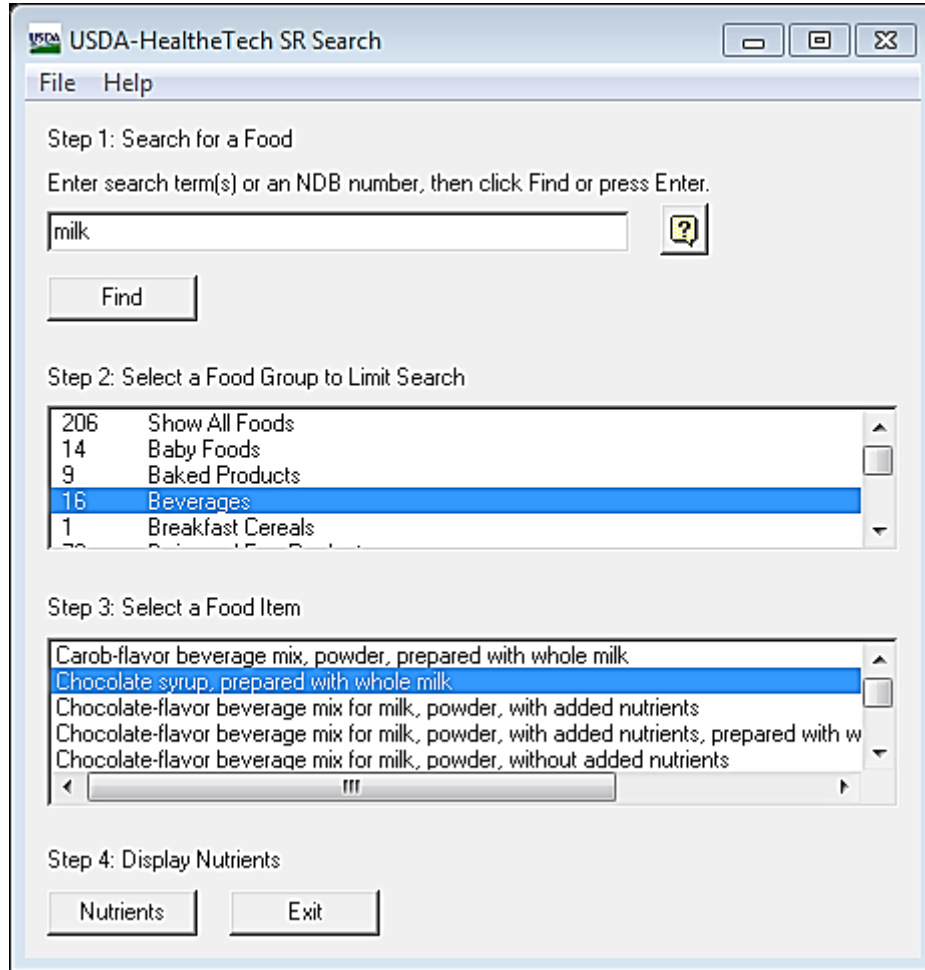 USDA USDA-HealtheTech SR Search
File Help
Step 1: Search for a Food
Enter search term(s) or an NDB number, then click Find or press Enter.
milk
?
Find
Step 2: Select a Food Group to Limit Search
206 Show All Foods
14 Baby Foods
9 Baked Products
16 Beverages
1 Breakfast Cereals
Step 3: Select a Food Item
Carob-flavor beverage mix, powder, prepared with whole milk
Chocolate syrup, prepared with whole milk
Chocolate-flavor beverage mix for milk, powder, with added nutrients
Chocolate-flavor beverage mix for milk, powder, with added nutrients, prepared with w
Chocolate-flavor beverage mix for milk, powder, without added nutrients
Step 4: Display Nutrients
Nutrients Exit